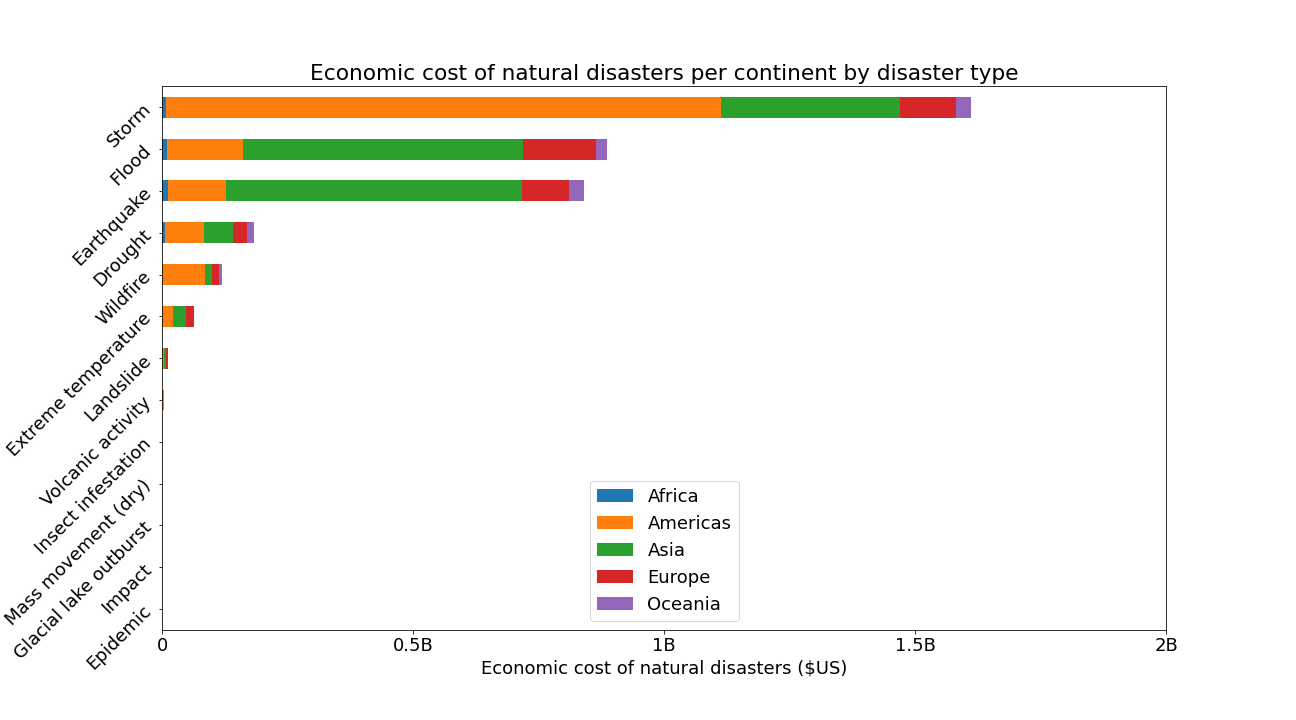 Economic cost of natural disasters per continent by disaster type
Storm
Flood
Earthquake
Drought
Wildfire
Extreme temperature
Landslide
Volcanic activity
Insect infestation
Mass movement (dry)
Glacial lake outburst
Impact
Epidemic
Africa
Americas
Asia
Europe
Oceania
0 0.5B 1B 1.5B 2B
Economic cost of natural disasters ($US)